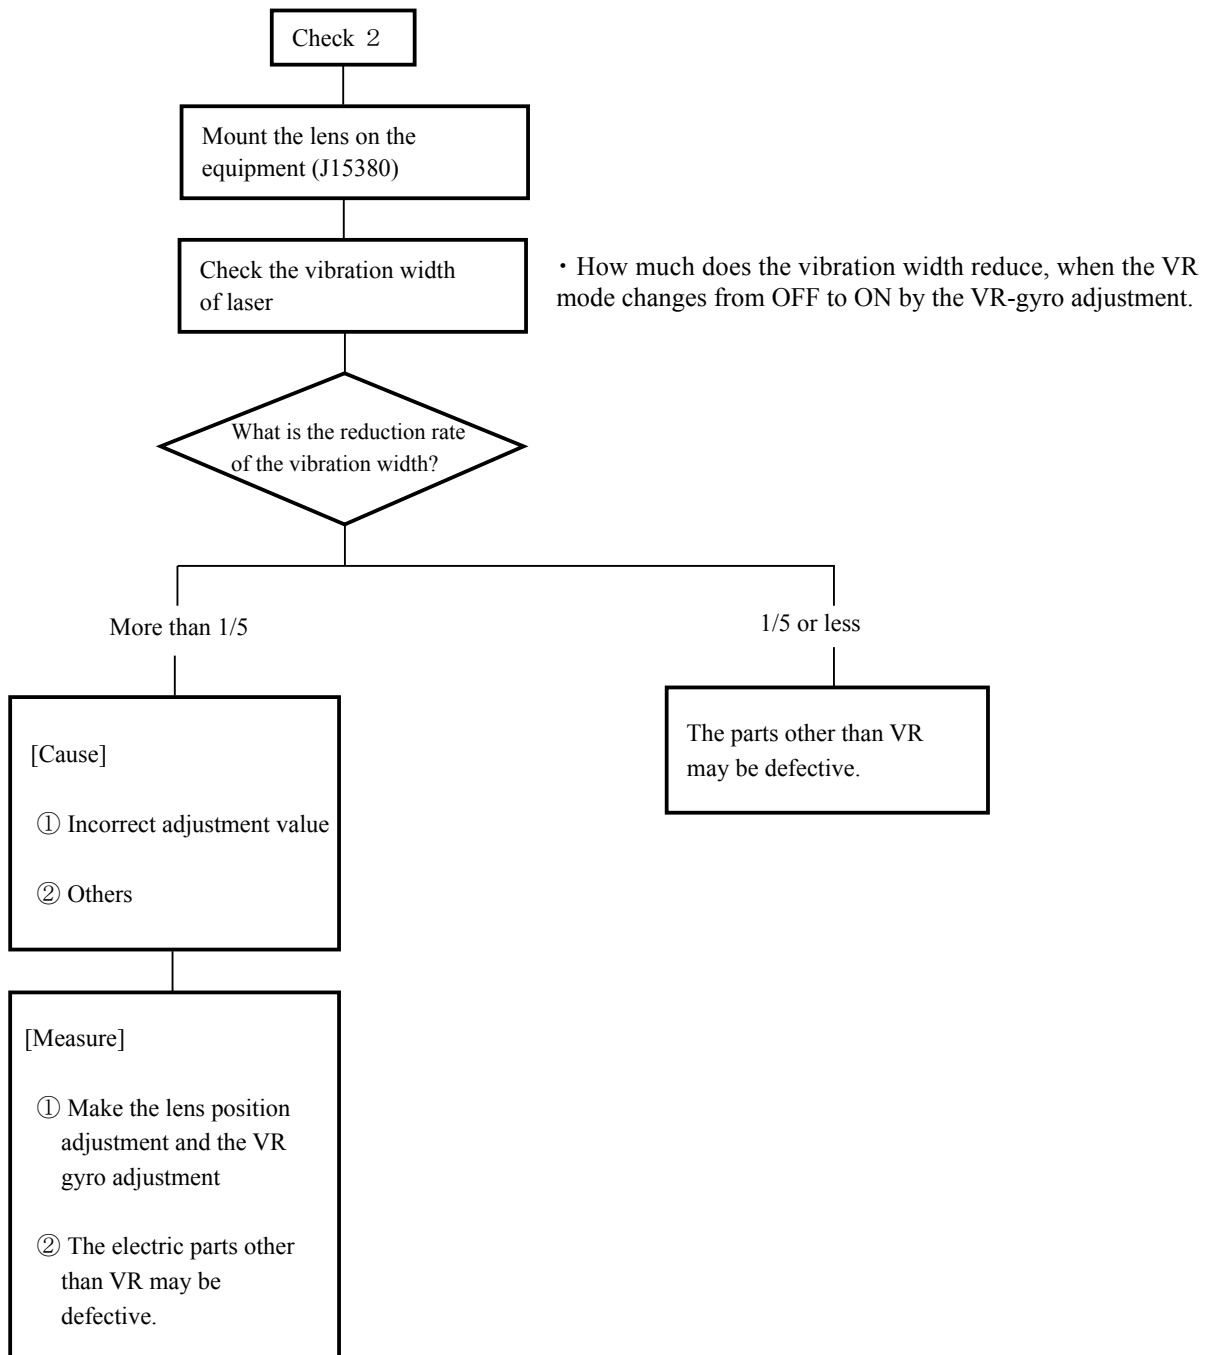 Check ２
Mount the lens on the
equipment (J15380)
Check the vibration width
of laser
・How much does the vibration width reduce, when the VR
mode changes from OFF to ON by the VR-gyro adjustment.
What is the reduction rate
of the vibration width?
More than 1/5
1/5 or less
[Cause]
① Incorrect adjustment value
② Others
The parts other than VR
may be defective.
[Measure]
① Make the lens position
adjustment and the VR
gyro adjustment
② The electric parts other
than VR may be
defective.